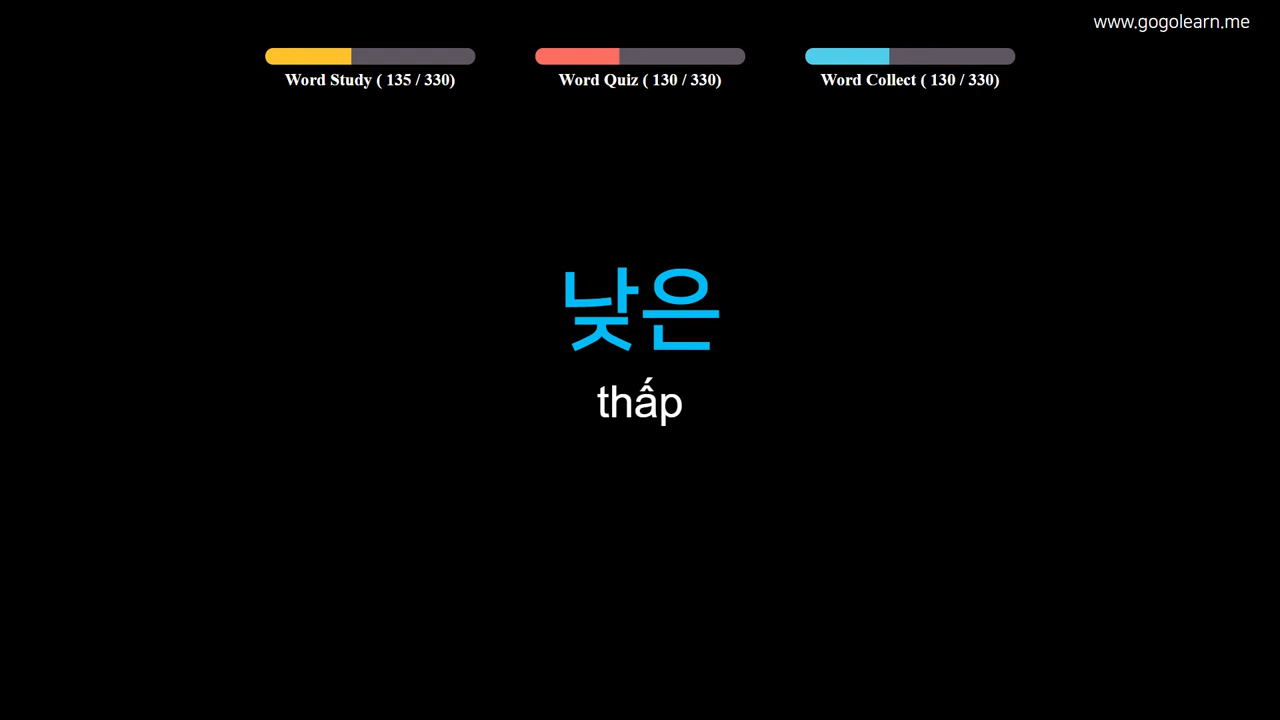 www.gogolearn.me
Word Study ( 135 / 330)
Word Quiz ( 130 / 330)
Word Collect ( 130 / 330)
낮은
thấp